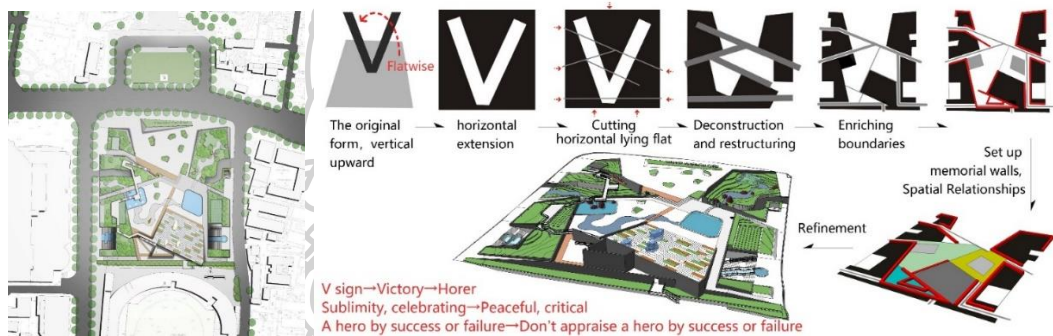 Flatwise
The original
form, vertical
upward
horizontal
extension
Cutting
horizontal lying flat
Deconstruction
and restructuring
Enriching
boundaries
Set up
memorial walls,
Spatial Relationships
Refinement
V sign→Victory→Horer
Sublimity, celebrating→Peaceful, critical
A hero by success or failure→Don't appraise a hero by success or failure